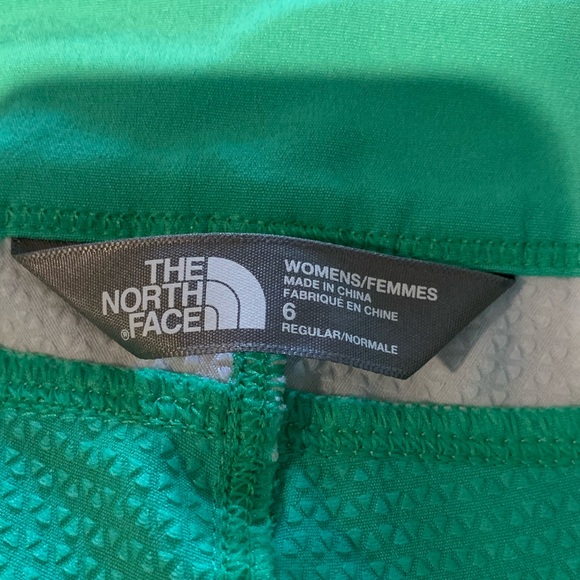 THE
NORTH
®FACE
WOMENS/FEMMES
MADE IN CHINA
FABRIQUÉ EN CHINE
6
REGULAR/NORMALE